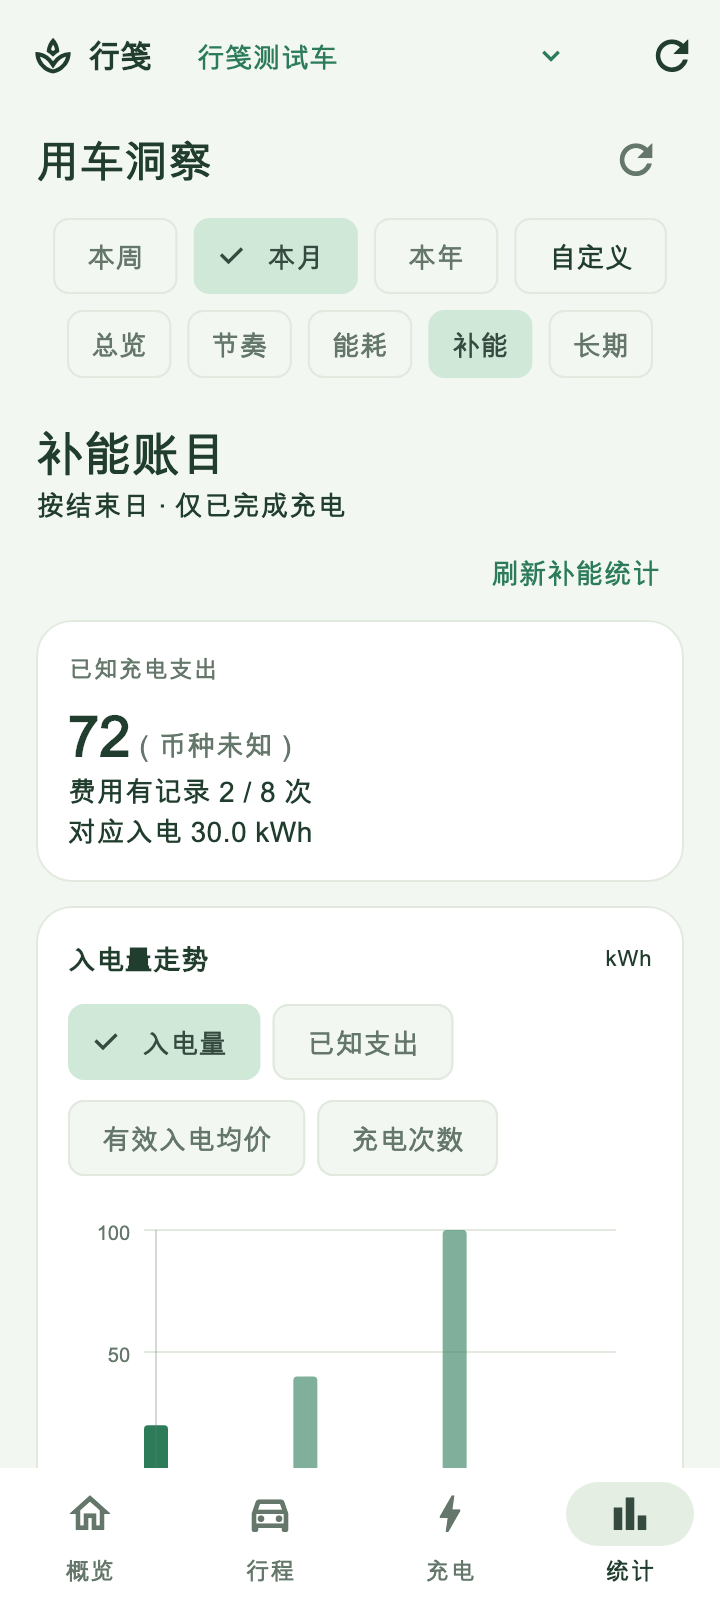 行笺 行笺测试车
用车洞察
本周 本月 本年 自定义
总览 节奏 能耗 补能 长期
补能账目
按结束日 · 仅已完成充电
刷新补能统计
已知充电支出
72 ( 币种未知 )
费用有记录 2 / 8 次
对应入电 30.0 kWh
入电量走势 kWh
入电量 已知支出
有效入电均价 充电次数
100
50
概览 行程 充电 统计